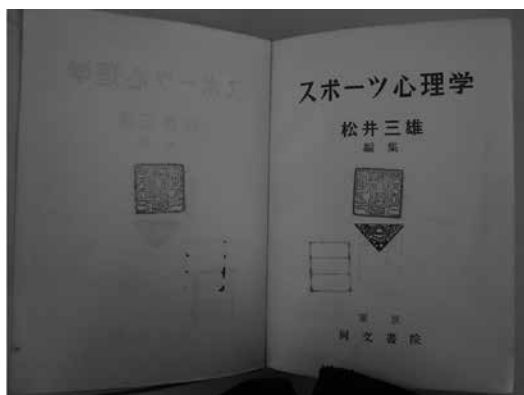 スポーツ心理学
松井三雄
編集
東京
同文書院